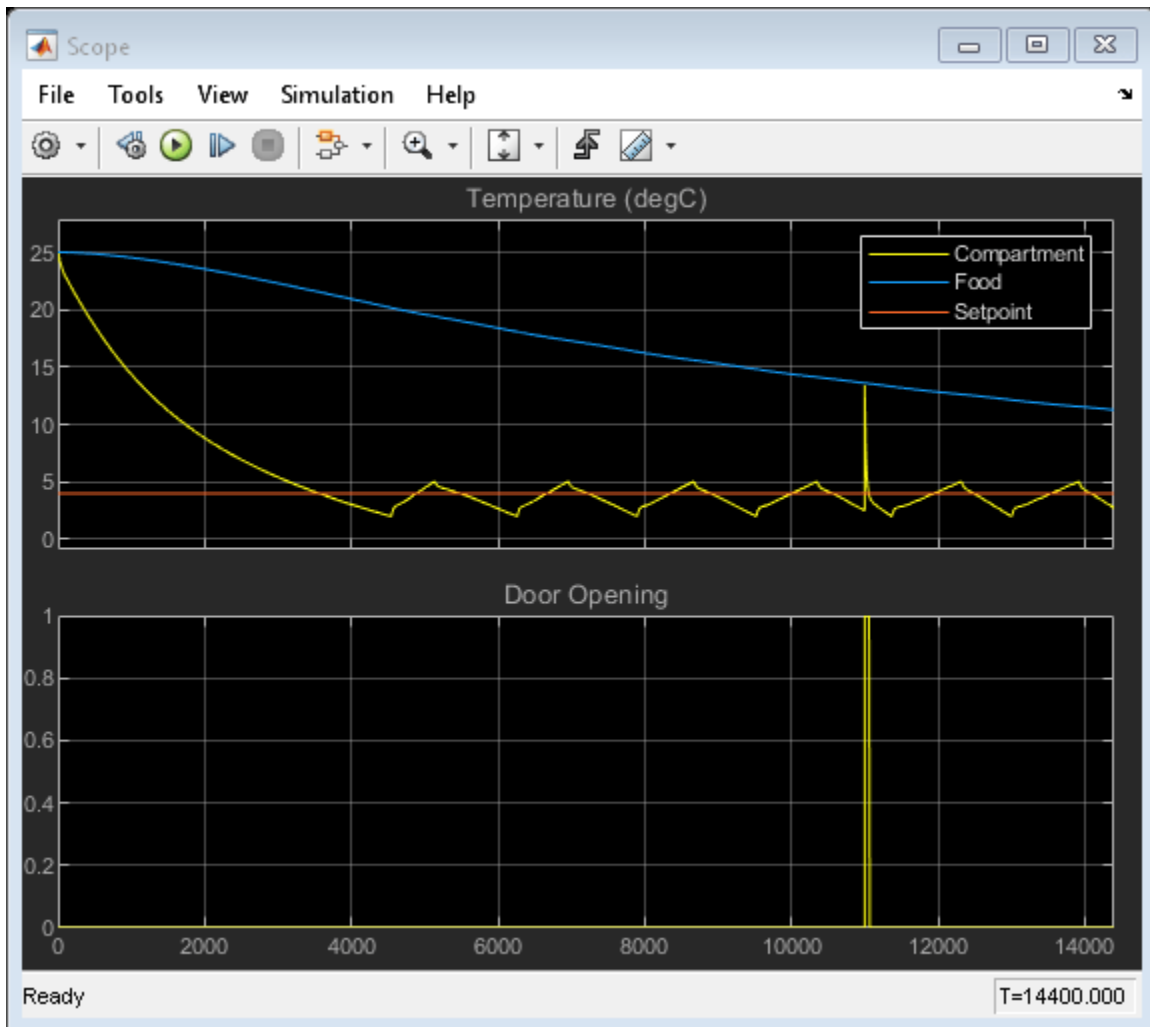 Scope
File Tools View Simulation Help
Temperature (degC)
25
20
15
10
5
0
Compartment
Food
Setpoint
Door Opening
1
0.8
0.6
0.4
0.2
0
0 2000 4000 6000 8000 10000 12000 14000
Ready T=14400.000